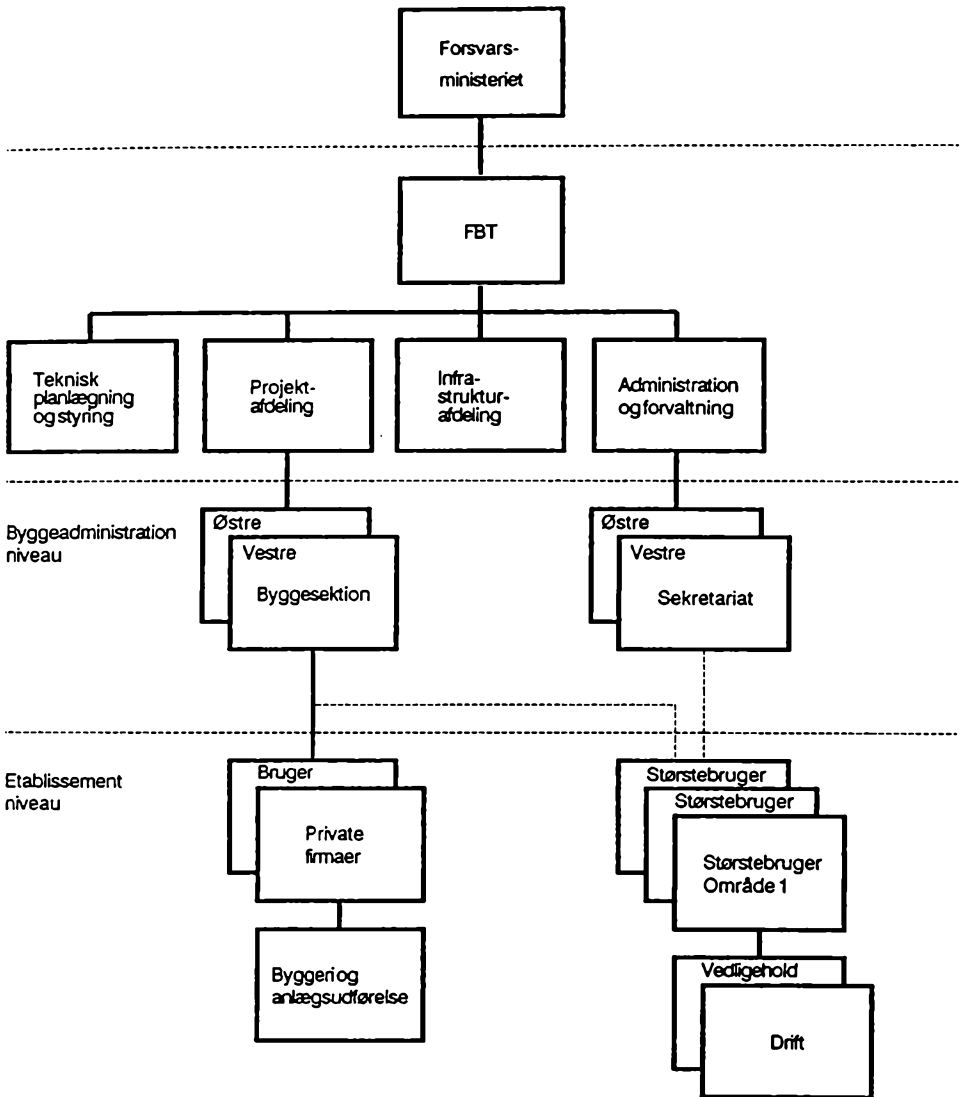 Forsvars-
ministeriet
FBT
Teknisk
planlægning
og styring
Projekt-
afdeling
Infra-
struktur-
afdeling
Administration
og forvaltning
Byggeadministration
niveau
Østre
Vestre
Byggesektion
Østre
Vestre
Sekretariat
Etablissement
niveau
Bruger
Private
firmaer
Byggeri og
anlægsudførelse
Størstebruger
Størstebruger
Størstebruger
Område 1
Vedligehold
Drift